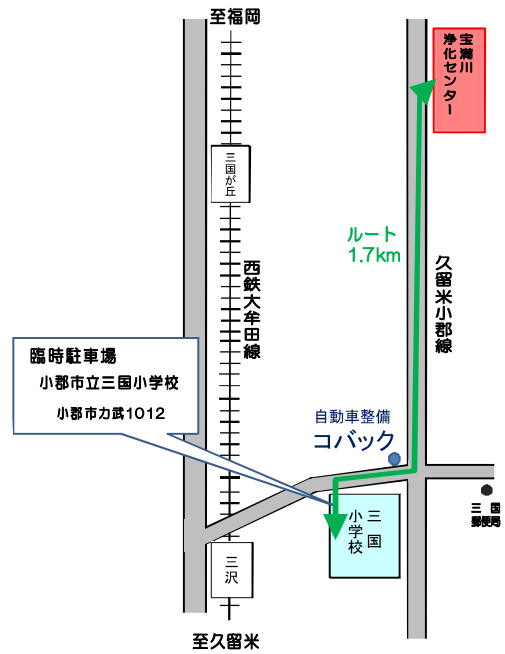 至福岡
宝満川
浄化センター
三国が丘
ルート
1.7km
西鉄大牟田線
久留米小郡線
臨時駐車場
小郡市立三国小学校
小郡市力武1012
自動車整備
コバック
三国
小学校
三国
郵便局
三沢
至久留米